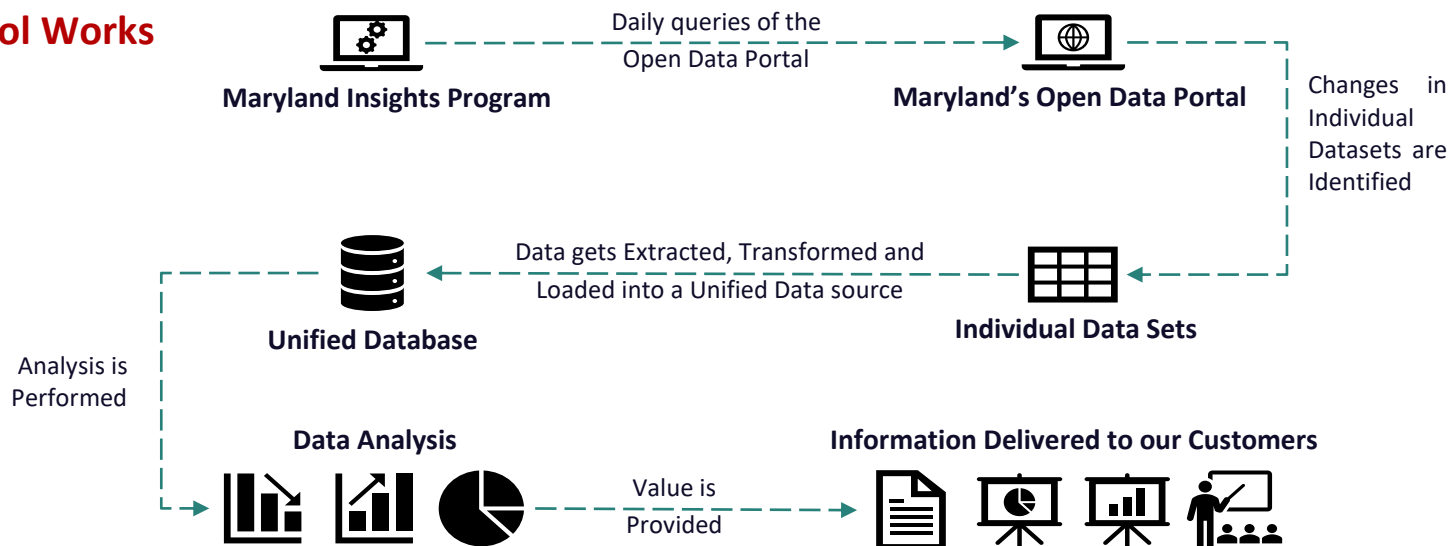 ol Works
Daily queries of the
Open Data Portal
Maryland Insights Program
Maryland’s Open Data Portal
Changes in
Individual
Datasets are
Identified
Data gets Extracted, Transformed and
Loaded into a Unified Data source
Unified Database
Individual Data Sets
Analysis is
Performed
Data Analysis
Information Delivered to our Customers
Value is
Provided